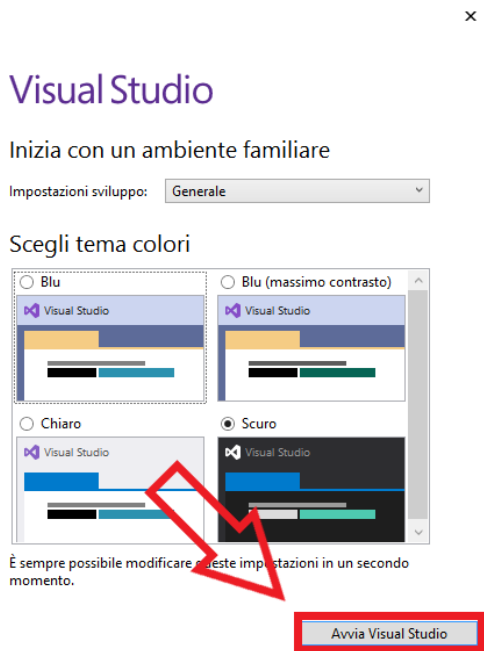 Visual Studio
Inizia con un ambiente familiare
Impostazioni sviluppo: Generale
Scegli tema colori
Blu Blu (massimo contrasto)
Visual Studio Visual Studio
Chiaro Scuro
Visual Studio Visual Studio
È sempre possibile modificare queste impostazioni in un secondo
momento.
Avvia Visual Studio